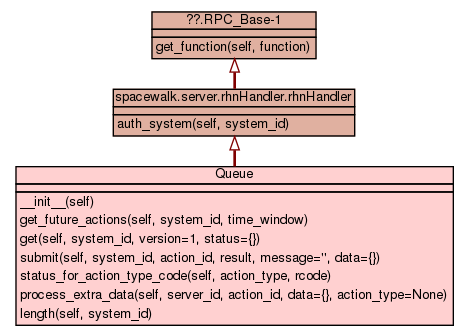 ??.RPC_Base-1
get_function(self, function)
spacewalk.server.rhnHandler.rhnHandler
auth_system(self, system_id)
Queue
__init__(self)
get_future_actions(self, system_id, time_window)
get(self, system_id, version=1, status={})
submit(self, system_id, action_id, result, message='', data={})
status_for_action_type_code(self, action_type, rcode)
process_extra_data(self, server_id, action_id, data={}, action_type=None)
length(self, system_id)